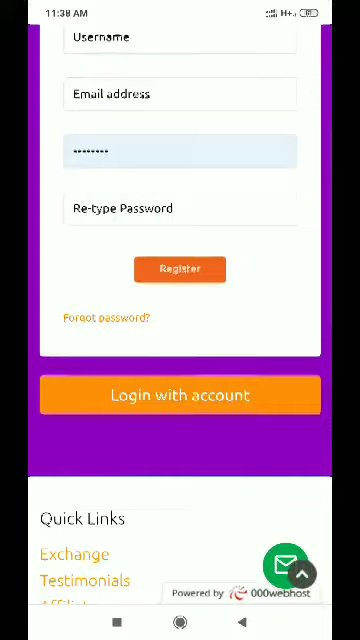 11:38 AM
H+
Username
Email address
Re-type Password
Register
Forgot password?
Login with account
Quick Links
Exchange
Testimonials
Powered by 000webhost